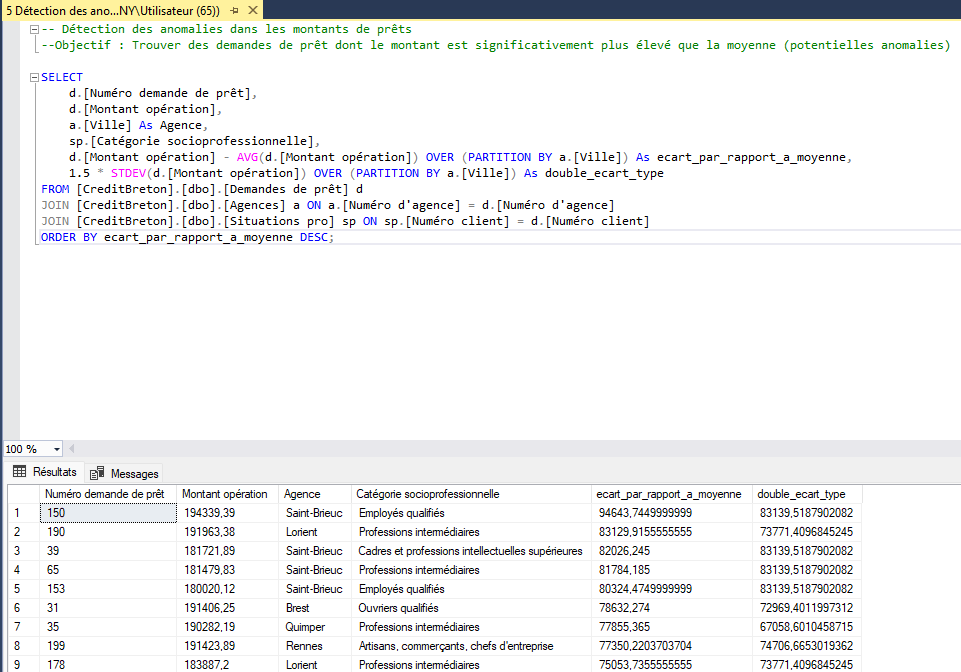 5 Détection des ano...NY\Utilisateur (65))
-- Détection des anomalies dans les montants de prêts
--Objectif : Trouver des demandes de prêt dont le montant est significativement plus élevé que la moyenne (potentielles anomalies)
SELECT
d.[Numéro demande de prêt],
d.[Montant opération],
a.[Ville] As Agence,
sp.[Catégorie socioprofessionnelle],
d.[Montant opération] - AVG(d.[Montant opération]) OVER (PARTITION BY a.[Ville]) As ecart_par_rapport_a_moyenne,
1.5 * STDEV(d.[Montant opération]) OVER (PARTITION BY a.[Ville]) As double_ecart_type
FROM [CreditBreton].[dbo].[Demandes de prêt] d
JOIN [CreditBreton].[dbo].[Agences] a ON a.[Numéro d'agence] = d.[Numéro d'agence]
JOIN [CreditBreton].[dbo].[Situations pro] sp ON sp.[Numéro client] = d.[Numéro client]
ORDER BY ecart_par_rapport_a_moyenne DESC;
100 %
Résultats Messages
Numéro demande de prêt Montant opération Agence Catégorie socioprofessionnelle ecart_par_rapport_a_moyenne double_ecart_type
1 150 194339,39 Saint-Brieuc Employés qualifiés 94643,7449999999 83139,5187902082
2 190 191963,38 Lorient Professions intermédiaires 83129,9155555555 73771,4096845245
3 39 181721,89 Saint-Brieuc Cadres et professions intellectuelles supérieures 82026,245 83139,5187902082
4 65 181479,83 Saint-Brieuc Professions intermédiaires 81784,185 83139,5187902082
5 153 180020,12 Saint-Brieuc Employés qualifiés 80324,4749999999 83139,5187902082
6 31 191406,25 Brest Ouvriers qualifiés 78632,274 72969,4011997312
7 35 190282,19 Quimper Professions intermédiaires 77855,365 67058,6010458715
8 199 191423,89 Rennes Artisans, commerçants, chefs d'entreprise 77350,2203703704 74706,6653019362
9 178 183887,2 Lorient Professions intermédiaires 75053,7355555555 73771,4096845245